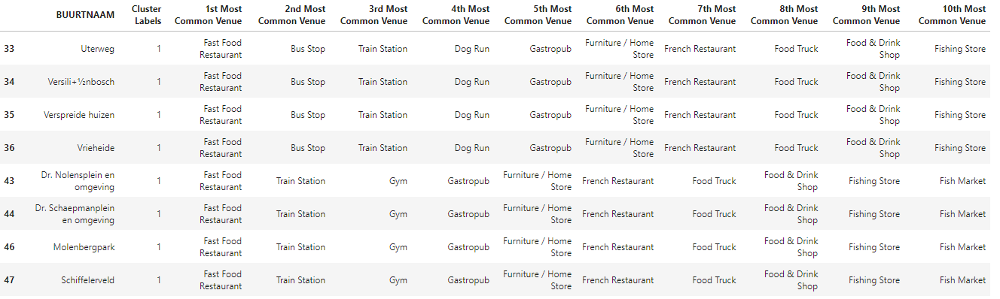 BUURTNAAM Cluster Labels 1st Most Common Venue 2nd Most Common Venue 3rd Most Common Venue 4th Most Common Venue 5th Most Common Venue 6th Most Common Venue 7th Most Common Venue 8th Most Common Venue 9th Most Common Venue 10th Most Common Venue
33 Uterweg 1 Fast Food Restaurant Bus Stop Train Station Dog Run Gastropub Furniture / Home Store French Restaurant Food Truck Food & Drink Shop Fishing Store
34 Versili+½nbosch 1 Fast Food Restaurant Bus Stop Train Station Dog Run Gastropub Furniture / Home Store French Restaurant Food Truck Food & Drink Shop Fishing Store
35 Verspreide huizen 1 Fast Food Restaurant Bus Stop Train Station Dog Run Gastropub Furniture / Home Store French Restaurant Food Truck Food & Drink Shop Fishing Store
36 Vrieheide 1 Fast Food Restaurant Bus Stop Train Station Dog Run Gastropub Furniture / Home Store French Restaurant Food Truck Food & Drink Shop Fishing Store
43 Dr. Nolensplein en omgeving 1 Fast Food Restaurant Train Station Gym Gastropub Furniture / Home Store French Restaurant Food Truck Food & Drink Shop Fishing Store Fish Market
44 Dr. Schaepmanplein en omgeving 1 Fast Food Restaurant Train Station Gym Gastropub Furniture / Home Store French Restaurant Food Truck Food & Drink Shop Fishing Store Fish Market
46 Molenbergpark 1 Fast Food Restaurant Train Station Gym Gastropub Furniture / Home Store French Restaurant Food Truck Food & Drink Shop Fishing Store Fish Market
47 Schiffelerveld 1 Fast Food Restaurant Train Station Gym Gastropub Furniture / Home Store French Restaurant Food Truck Food & Drink Shop Fishing Store Fish Market